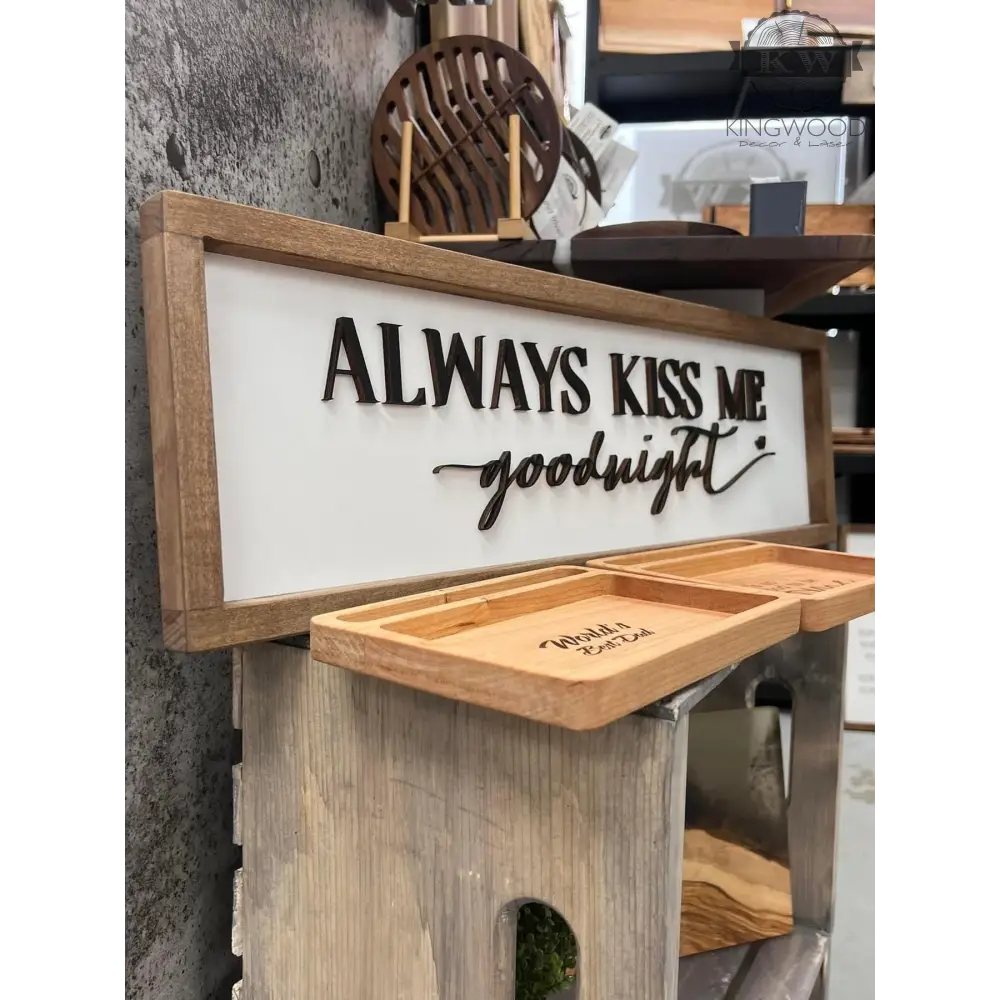 KW
KINGWOOD
Decor & Laser
ALWAYS KISS ME
goodnight
World's
Best Dad